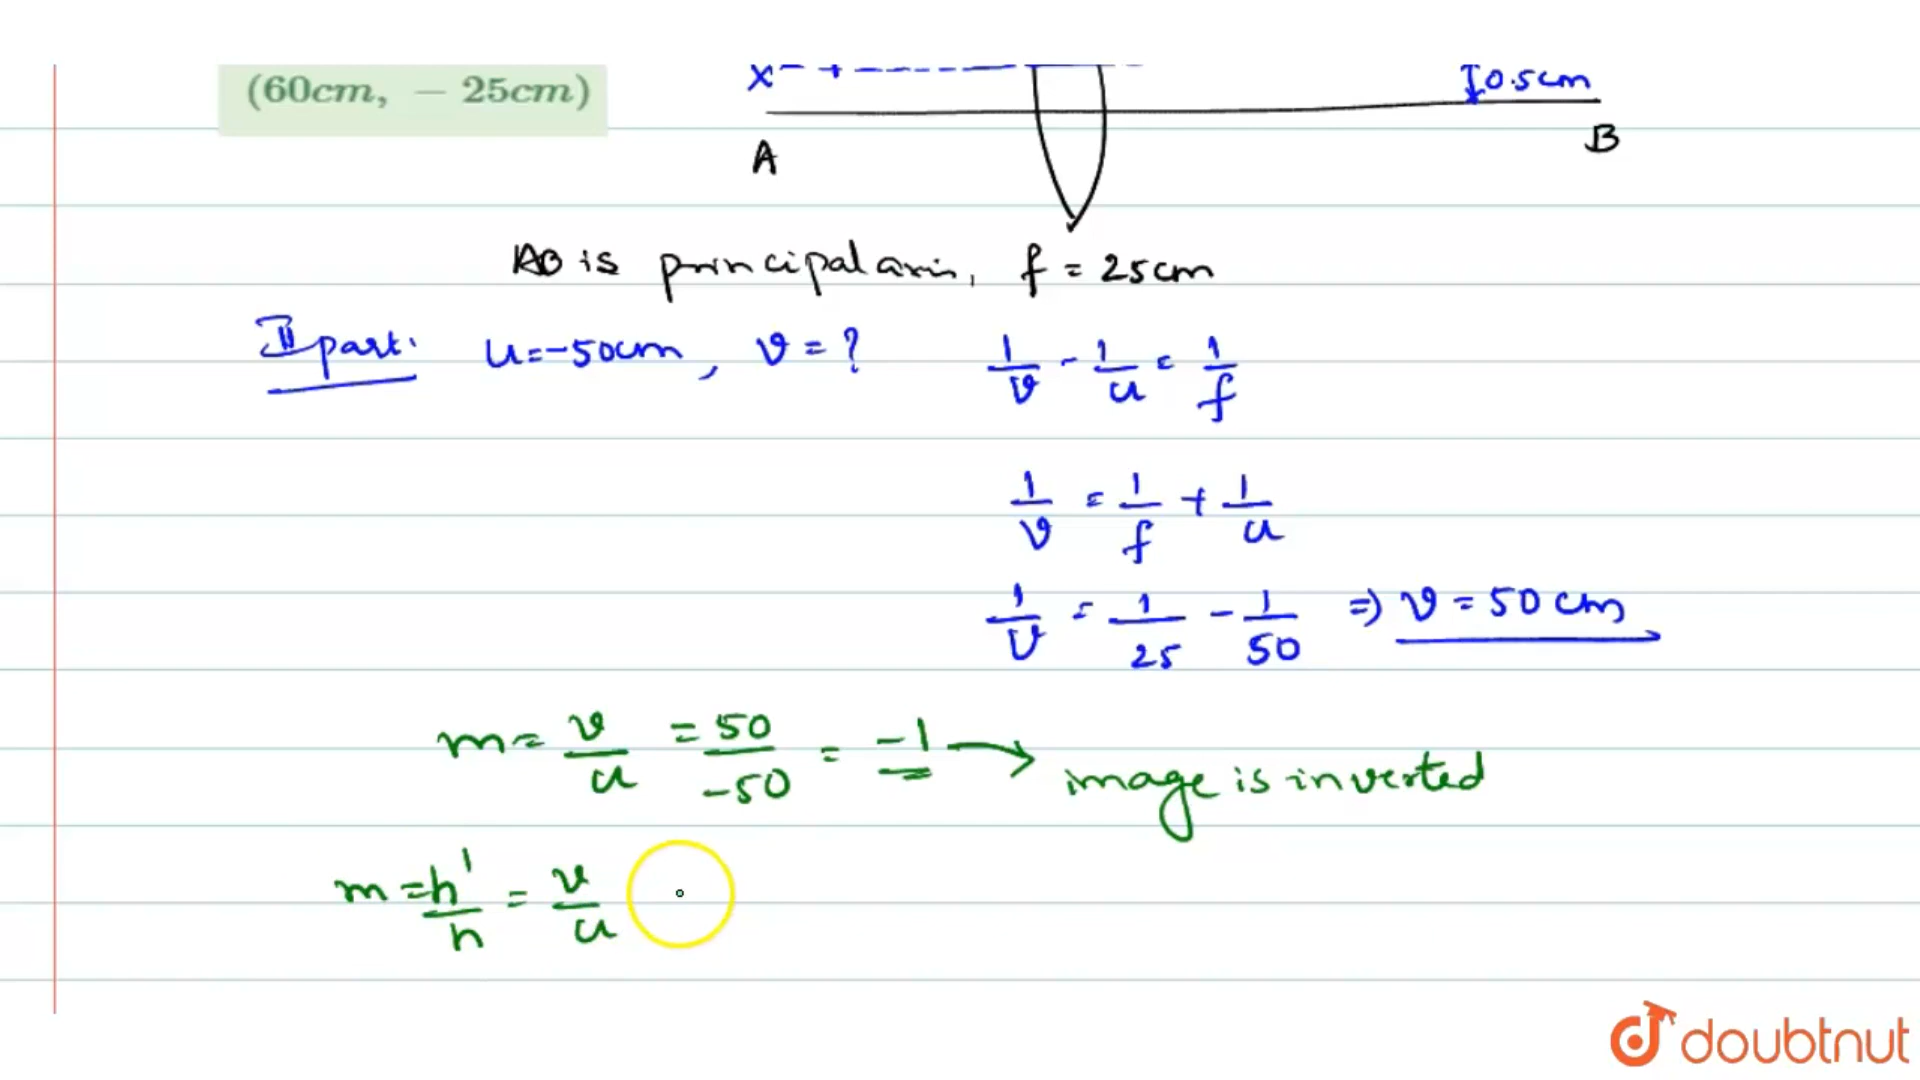 (60cm, − 25cm)
X
0.5cm
A
B
AB is principal axis, f = 25cm
II part. u = -50cm, v = ? 1/v - 1/u = 1/f
1/v = 1/f + 1/u
1/v = 1/25 - 1/50 ⇒ v = 50 cm
m = v/u = 50/-50 = -1 → image is inverted
m = h'/h = v/u
doubtnut